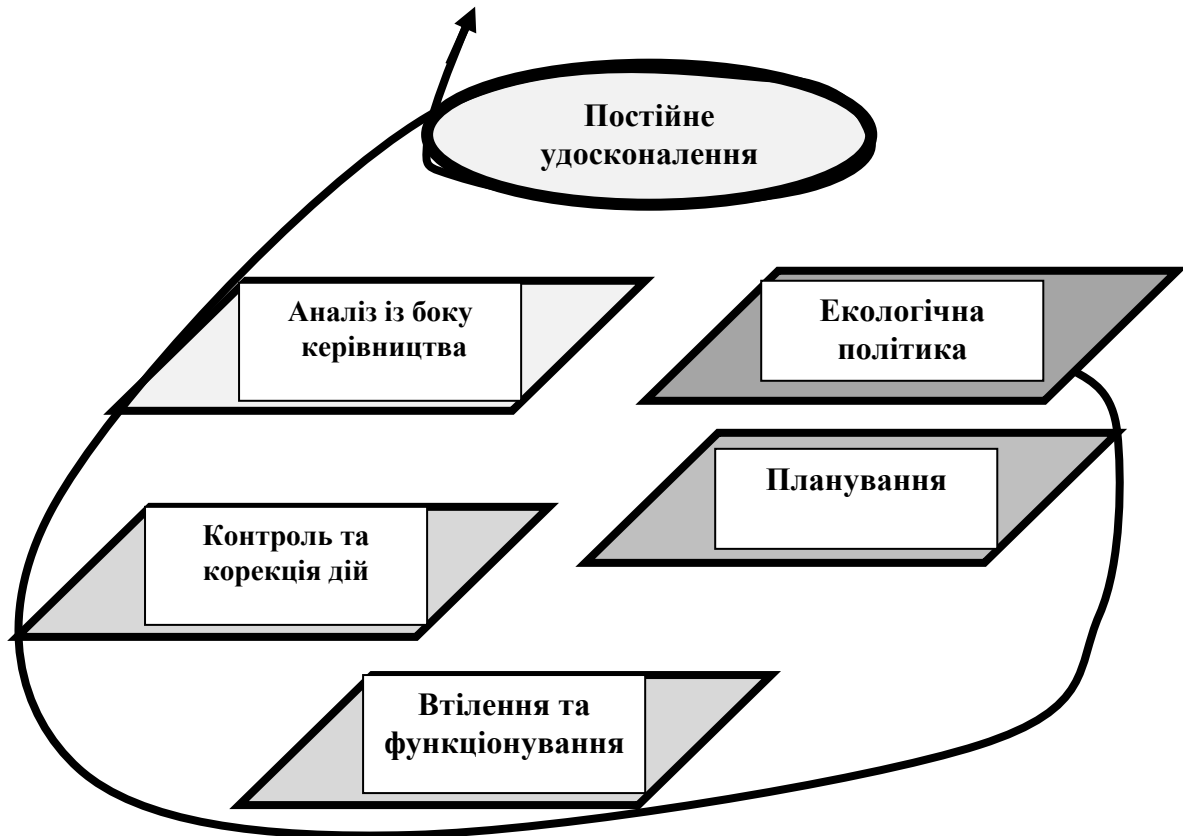 Постійне
удосконалення
Аналіз із боку
керівництва
Екологічна
політика
Планування
Контроль та
корекція дій
Втілення та
функціонування